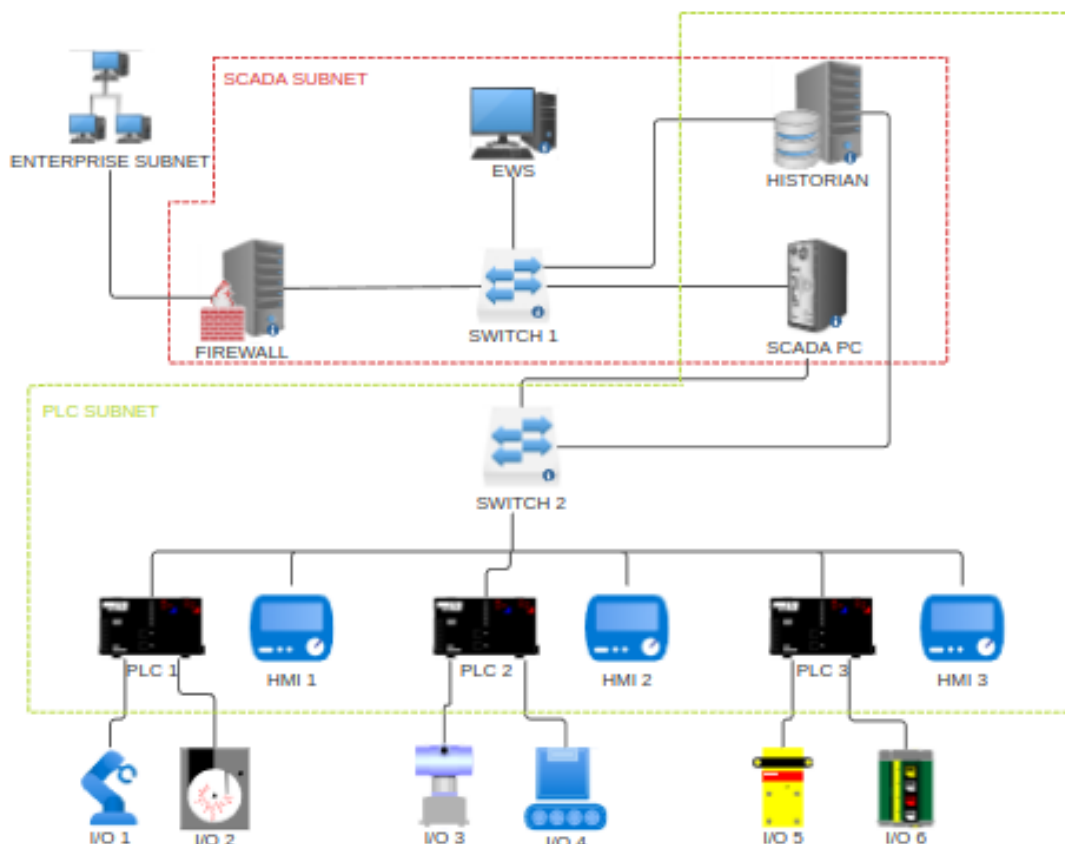 SCADA SUBNET
ENTERPRISE SUBNET
EWS
HISTORIAN
FIREWALL
SWITCH 1
SCADA PC
PLC SUBNET
SWITCH 2
PLC 1
HMI 1
PLC 2
HMI 2
PLC 3
HMI 3
I/O 1
I/O 2
I/O 3
I/O 4
I/O 5
I/O 6